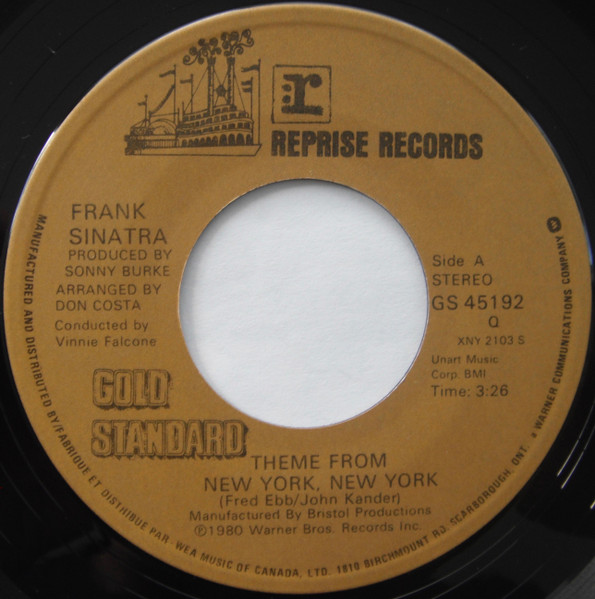 r
REPRISE RECORDS
FRANK
SINATRA
PRODUCED BY
SONNY BURKE
ARRANGED BY
DON COSTA
Conducted by
Vinnie Falcone
Side A
STEREO
GS 45192
Q
XNY 2103 S
Unart Music
Corp. BMI
Time: 3:26
GOLD
STANDARD
THEME FROM
NEW YORK, NEW YORK
(Fred Ebb/John Kander)
Manufactured By Bristol Productions
℗1980 Warner Bros. Records Inc.
MANUFACTURED AND DISTRIBUTED BY/FABRIQUE ET DISTRIBUE PAR: WEA MUSIC OF CANADA, LTD. 1810 BIRCHMOUNT RD. SCARBOROUGH, ONT. A WARNER COMMUNICATIONS COMPANY